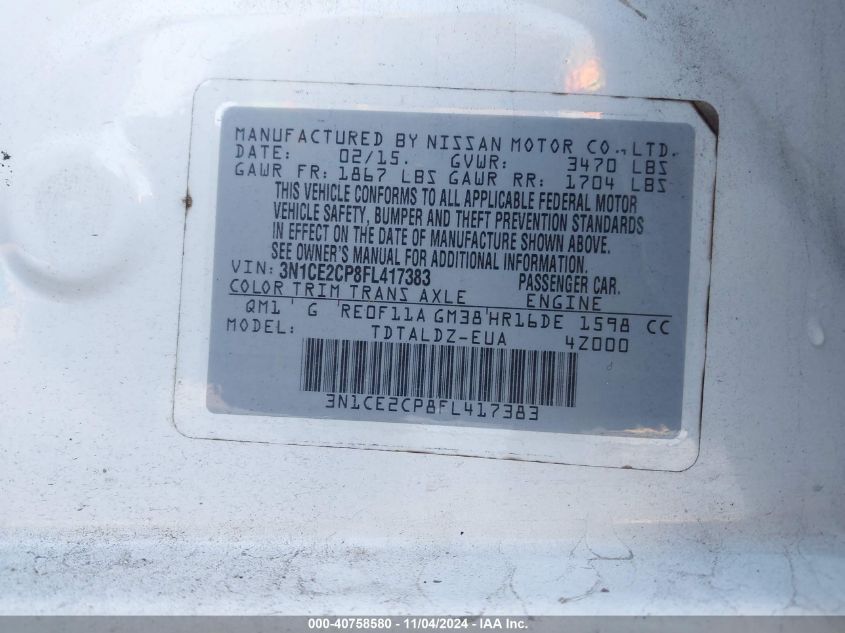 MANUFACTURED BY NISSAN MOTOR CO., LTD.
DATE: 02/15. GVWR: 3470 LBS
GAWR FR: 1867 LBS GAWR RR: 1704 LBS
THIS VEHICLE CONFORMS TO ALL APPLICABLE FEDERAL MOTOR
VEHICLE SAFETY, BUMPER AND THEFT PREVENTION STANDARDS
IN EFFECT ON THE DATE OF MANUFACTURE SHOWN ABOVE.
SEE OWNER'S MANUAL FOR ADDITIONAL INFORMATION.
VIN: 3N1CE2CP8FL417383 PASSENGER CAR.
COLOR TRIM TRANS AXLE ENGINE
QM1 ' G 'RE0F11A GM38'HR16DE 1598 CC
MODEL: TDTALDZ-EUA 4Z000
3N1CE2CP8FL417383
000-40758580 - 11/04/2024 - IAA Inc.